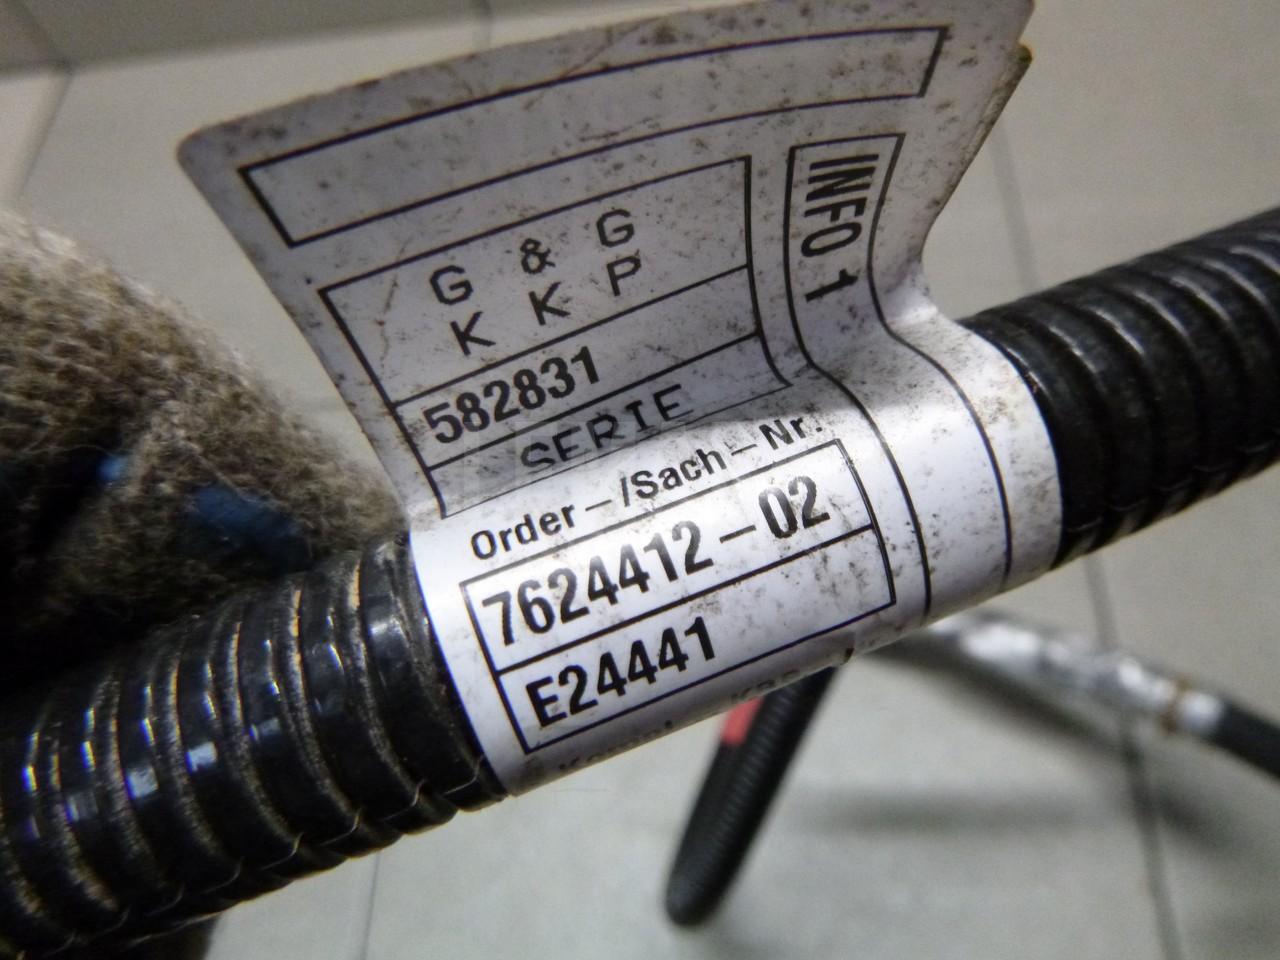 G & G
K K P
582831
SERIE
INFO 1
Order-/Sach-Nr.
7624412-02
E24441